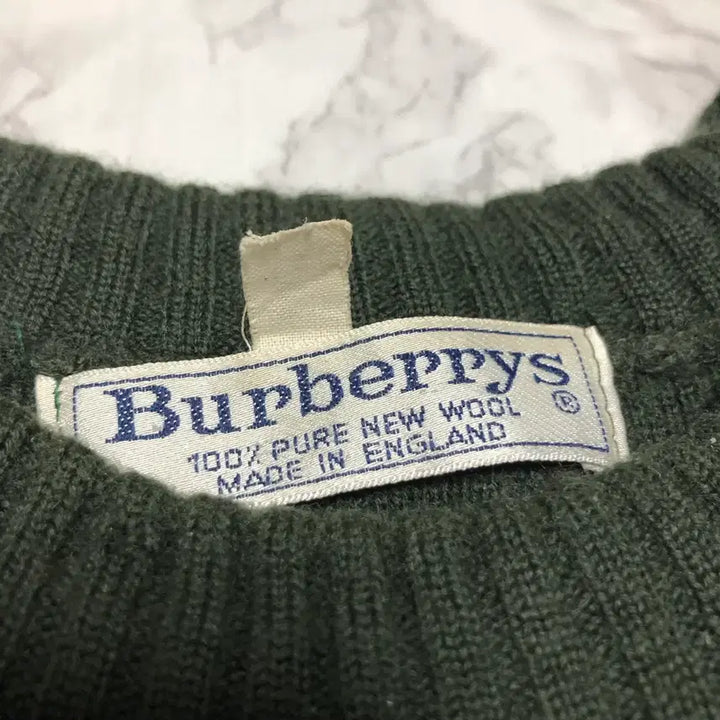 Burberrys ®
100% PURE NEW WOOL
MADE IN ENGLAND